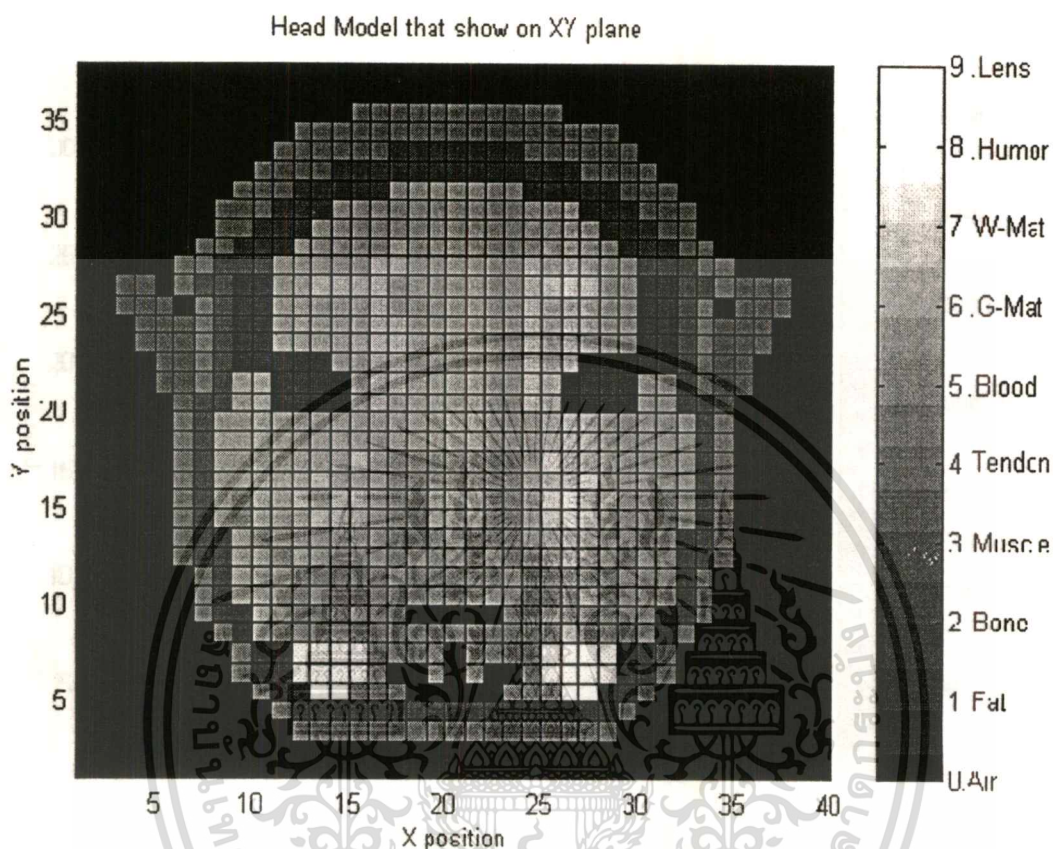 Head Model that show on XY plane
35
30
25
20
15
10
5
Y position
5
10
15
20
25
30
35
40
X position
9 .Lens
8 .Humor
7 W-Mat
6 .G-Mat
5.Blood
4 Tendon
3 Muscle
2 Bone
1 Fat
0.Air